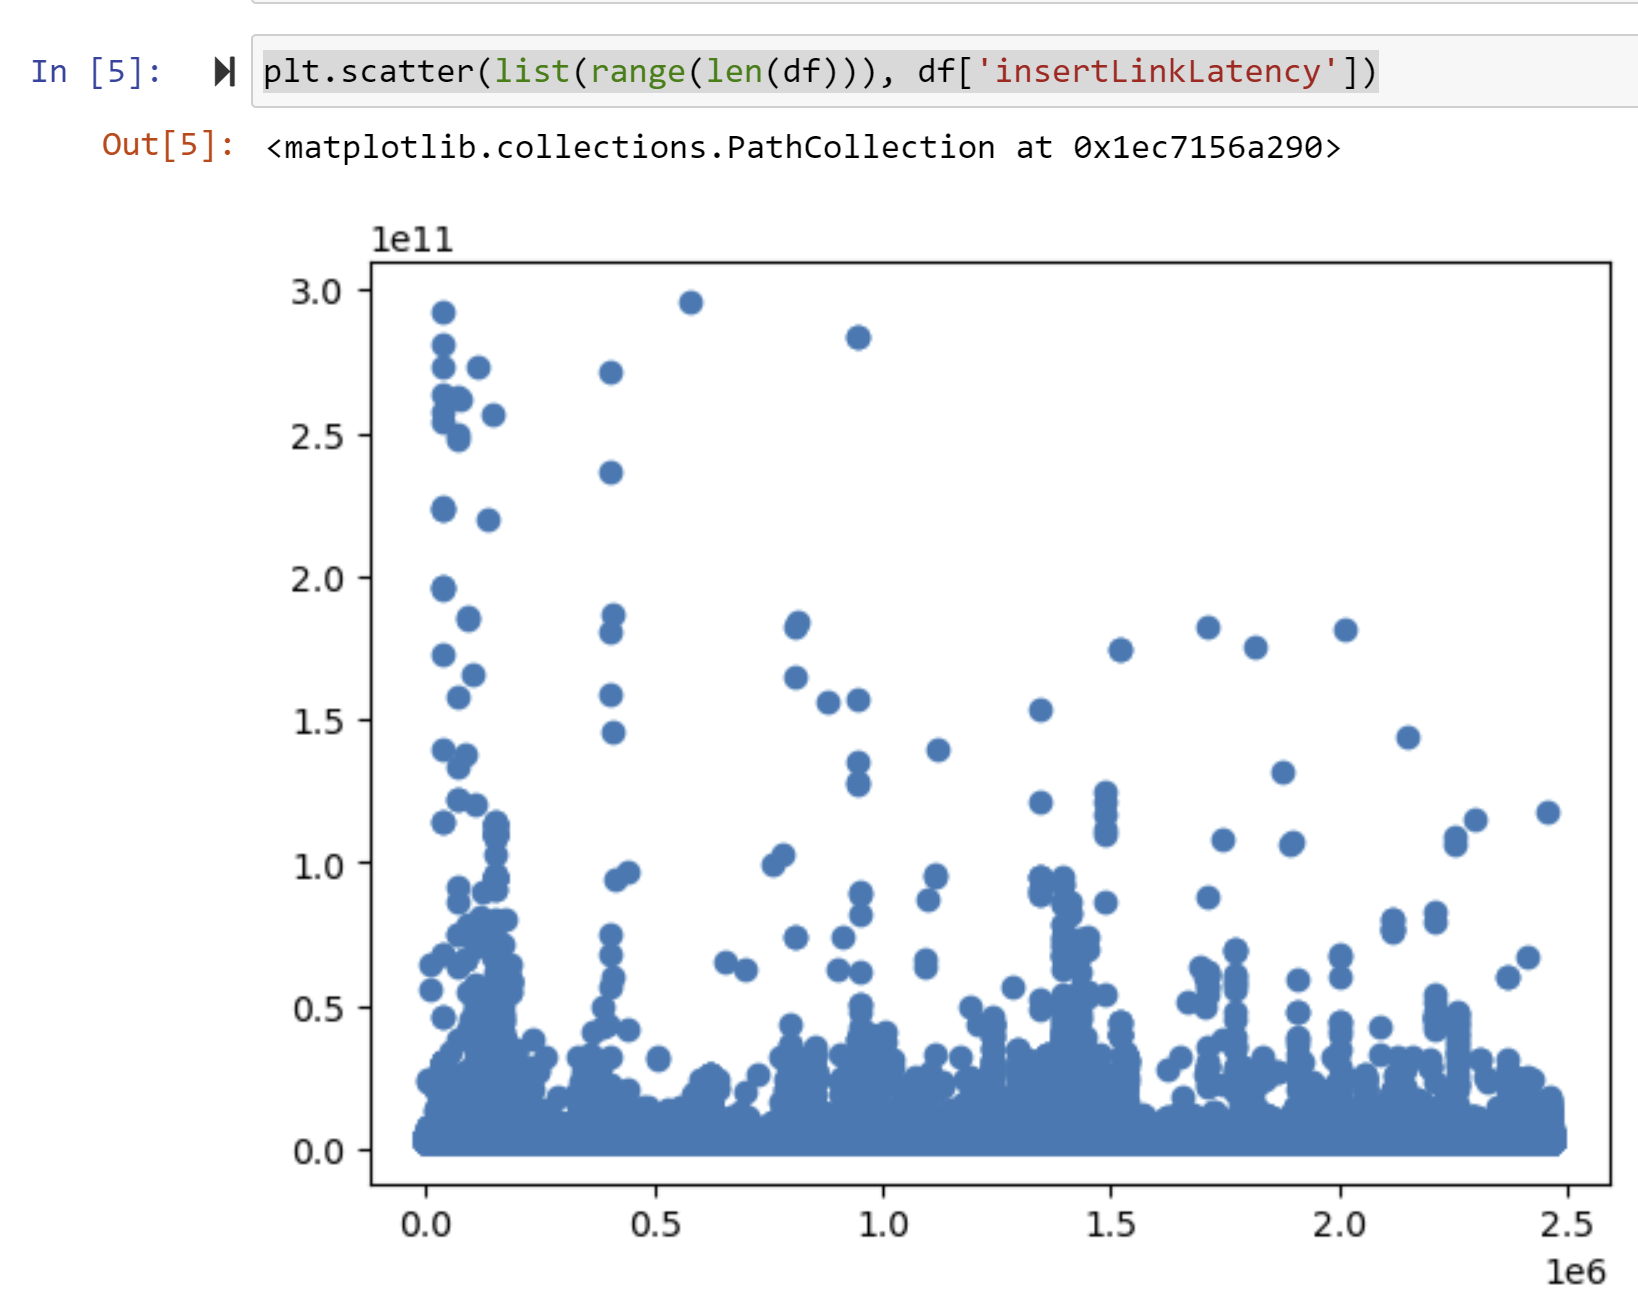 In [5]: plt.scatter(list(range(len(df))), df['insertLinkLatency'])
Out[5]: <matplotlib.collections.PathCollection at 0x1ec7156a290>
1e11
3.0
2.5
2.0
1.5
1.0
0.5
0.0
0.0 0.5 1.0 1.5 2.0 2.5
1e6